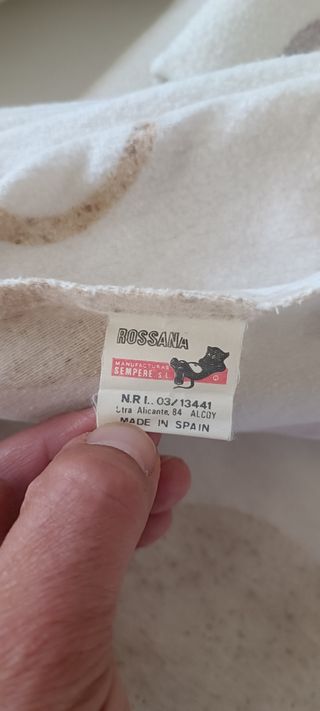 ROSSANA
MANUFACTURAS
SEMPERE S.L
N.R I.. 03/13441
Ctra Alicante, 84 ALCOY
MADE IN SPAIN